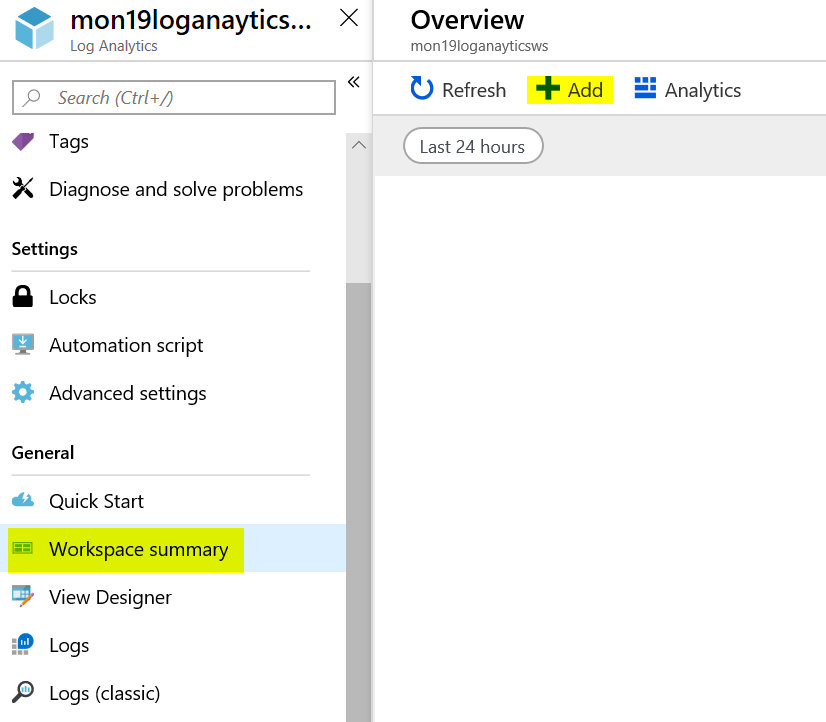 mon19loganaytics...
Log Analytics
Search (Ctrl+/)
Tags
Diagnose and solve problems
Settings
Locks
Automation script
Advanced settings
General
Quick Start
Workspace summary
View Designer
Logs
Logs (classic)
Overview
mon19loganayticsws
Refresh Add Analytics
Last 24 hours